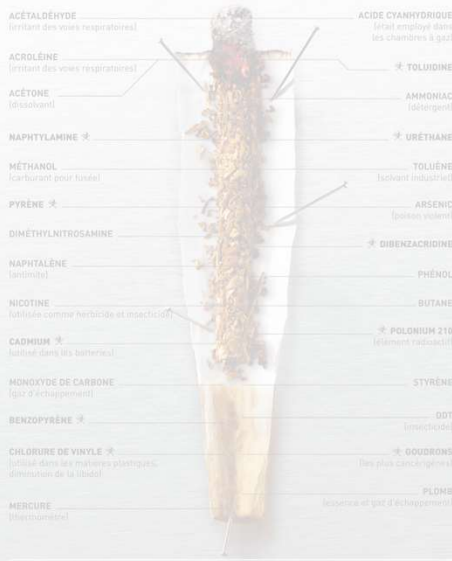 ACÉTALDÉHYDE
(irritant des voies respiratoires)
ACROLÉINE
(irritant des voies respiratoires)
ACÉTONE
(dissolvant)
NAPHTYLAMINE ✶
MÉTHANOL
(carburant pour fusée)
PYRÈNE ✶
DIMÉTHYLNITROSAMINE
NAPHTALÈNE
(antimite)
NICOTINE
(utilisée comme herbicide et insecticide)
CADMIUM ✶
(utilisé dans les batteries)
MONOXYDE DE CARBONE
(gaz d'échappement)
BENZOPYRÈNE ✶
CHLORURE DE VINYLE ✶
(utilisé dans les matières plastiques,
diminution de la libido)
MERCURE
(thermomètre)
ACIDE CYANHYDRIQUE
(était employé dans
les chambres à gaz)
✶ TOLUIDINE
AMMONIAC
(détergent)
✶ URÉTHANE
TOLUÈNE
(solvant industriel)
ARSENIC
(poison violent)
✶ DIBENZACRIDINE
PHÉNOL
BUTANE
✶ POLONIUM 210
(élément radioactif)
STYRÈNE
DDT
(insecticide)
✶ GOUDRONS
(les plus cancérigènes)
PLOMB
(essence et gaz d'échappement)